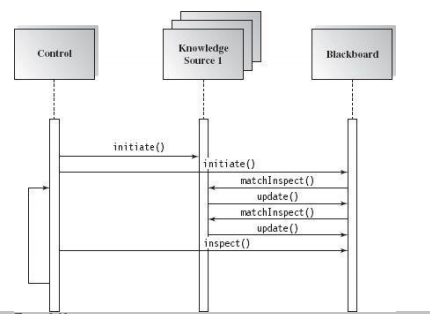 Control
Knowledge
Source 1
Blackboard
initiate()
initiate()
matchInspect()
update()
matchInspect()
update()
inspect()